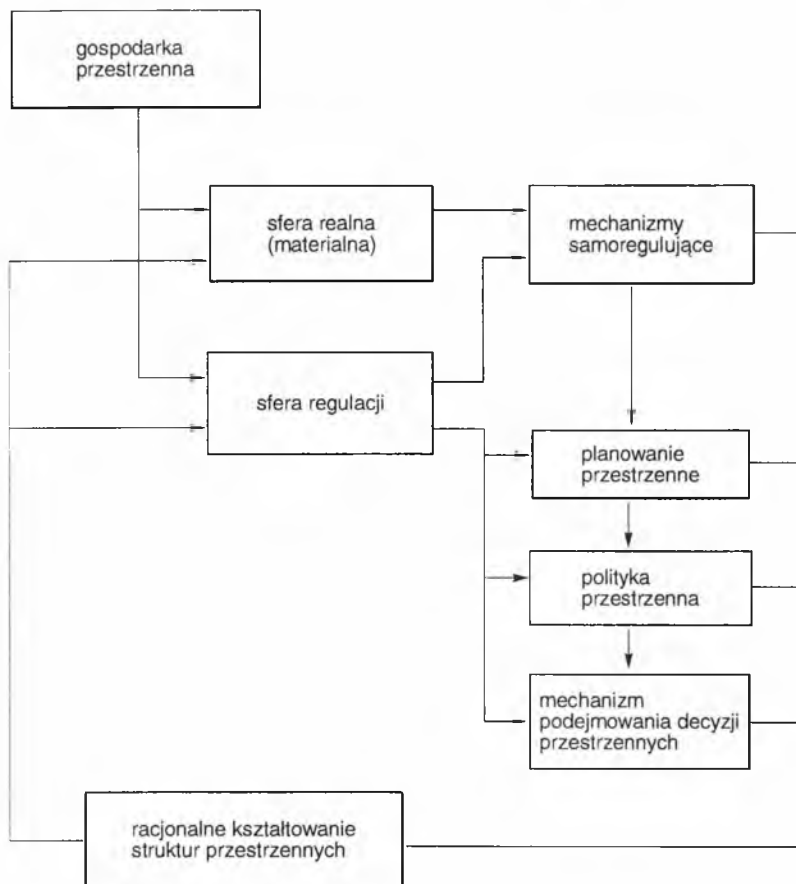 gospodarka
przestrzenna
sfera realna
(materialna)
mechanizmy
samoregulujące
sfera regulacji
planowanie
przestrzenne
polityka
przestrzenna
mechanizm
podejmowania decyzji
przestrzennych
racjonalne kształtowanie
struktur przestrzennych